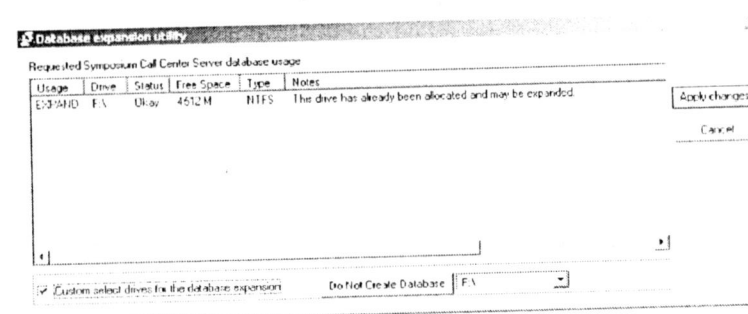 Database expansion utility
Requested Symposium Call Center Server database usage
Usage Drive Status Free Space Type Notes
EXPAND F:\ Okay 4612 M NTFS This drive has already been allocated and may be expanded.
Apply changes
Cancel
Custom select drives for the database expansion Do Not Create Database F:\